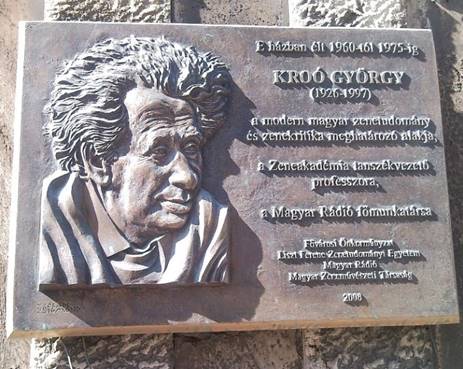 E házban élt 1960-tól 1975-ig
KROÓ GYÖRGY
(1926-1997)
a modern magyar zenetudomány
és zenekritika meghatározó alakja,
a Zeneakadémia tanszékvezető
professzora,
a Magyar Rádió főmunkatársa
Fővárosi Önkormányzat
Liszt Ferenc Zenetudományi Egyetem
Magyar Rádió
Magyar Zeneművészeti Társaság
2008